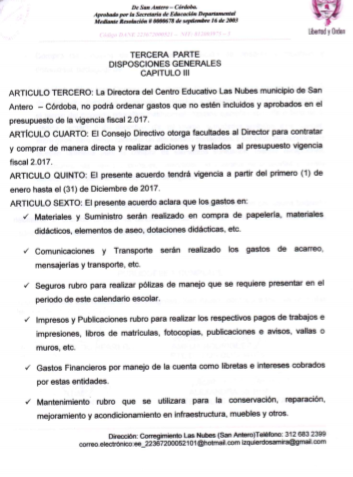 De San Antero – Córdoba.
Aprobado por la Secretaría de Educación Departamental
Mediante Resolución # 0000678 de septiembre 16 de 2003
Libertad y Orden
TERCERA PARTE
DISPOSICIONES GENERALES
CAPITULO III
ARTICULO TERCERO: La Directora del Centro Educativo Las Nubes municipio de San
Antero – Córdoba, no podrá ordenar gastos que no estén incluidos y aprobados en el
presupuesto de la vigencia fiscal 2.017.
ARTÍCULO CUARTO: El Consejo Directivo otorga facultades al Director para contratar
y comprar de manera directa y realizar adiciones y traslados al presupuesto vigencia
fiscal 2.017.
ARTICULO QUINTO: El presente acuerdo tendrá vigencia a partir del primero (1) de
enero hasta el (31) de Diciembre de 2017.
ARTICULO SEXTO: El presente acuerdo aclara que los gastos en:
✓ Materiales y Suministro serán realizado en compra de papelería, materiales
didácticos, elementos de aseo, dotaciones didácticas, etc.
✓ Comunicaciones y Transporte serán realizado los gastos de acarreo,
mensajerías y transporte, etc.
✓ Seguros rubro para realizar pólizas de manejo que se requiere presentar en el
periodo de este calendario escolar.
✓ Impresos y Publicaciones rubro para realizar los respectivos pagos de trabajos e
impresiones, libros de matriculas, fotocopias, publicaciones e avisos, vallas o
muros, etc.
✓ Gastos Financieros por manejo de la cuenta como libretas e intereses cobrados
por estas entidades.
✓ Mantenimiento rubro que se utilizara para la conservación, reparación,
mejoramiento y acondicionamiento en infraestructura, muebles y otros.
Dirección: Corregimiento Las Nubes (San Antero)Teléfono: 312 683 2399
correo.electrónico:ee_22367200052101@hotmail.com izquierdosamira@gmail.com